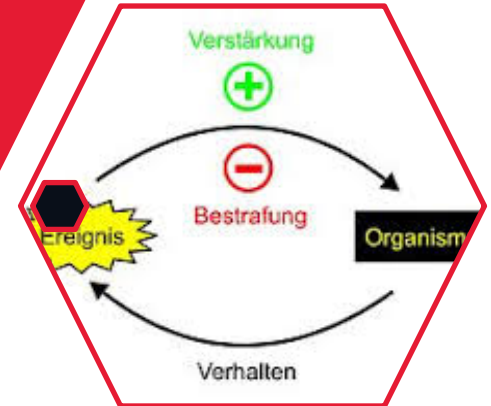 Verstärkung
Bestrafung
Ereignis
Organism
Verhalten